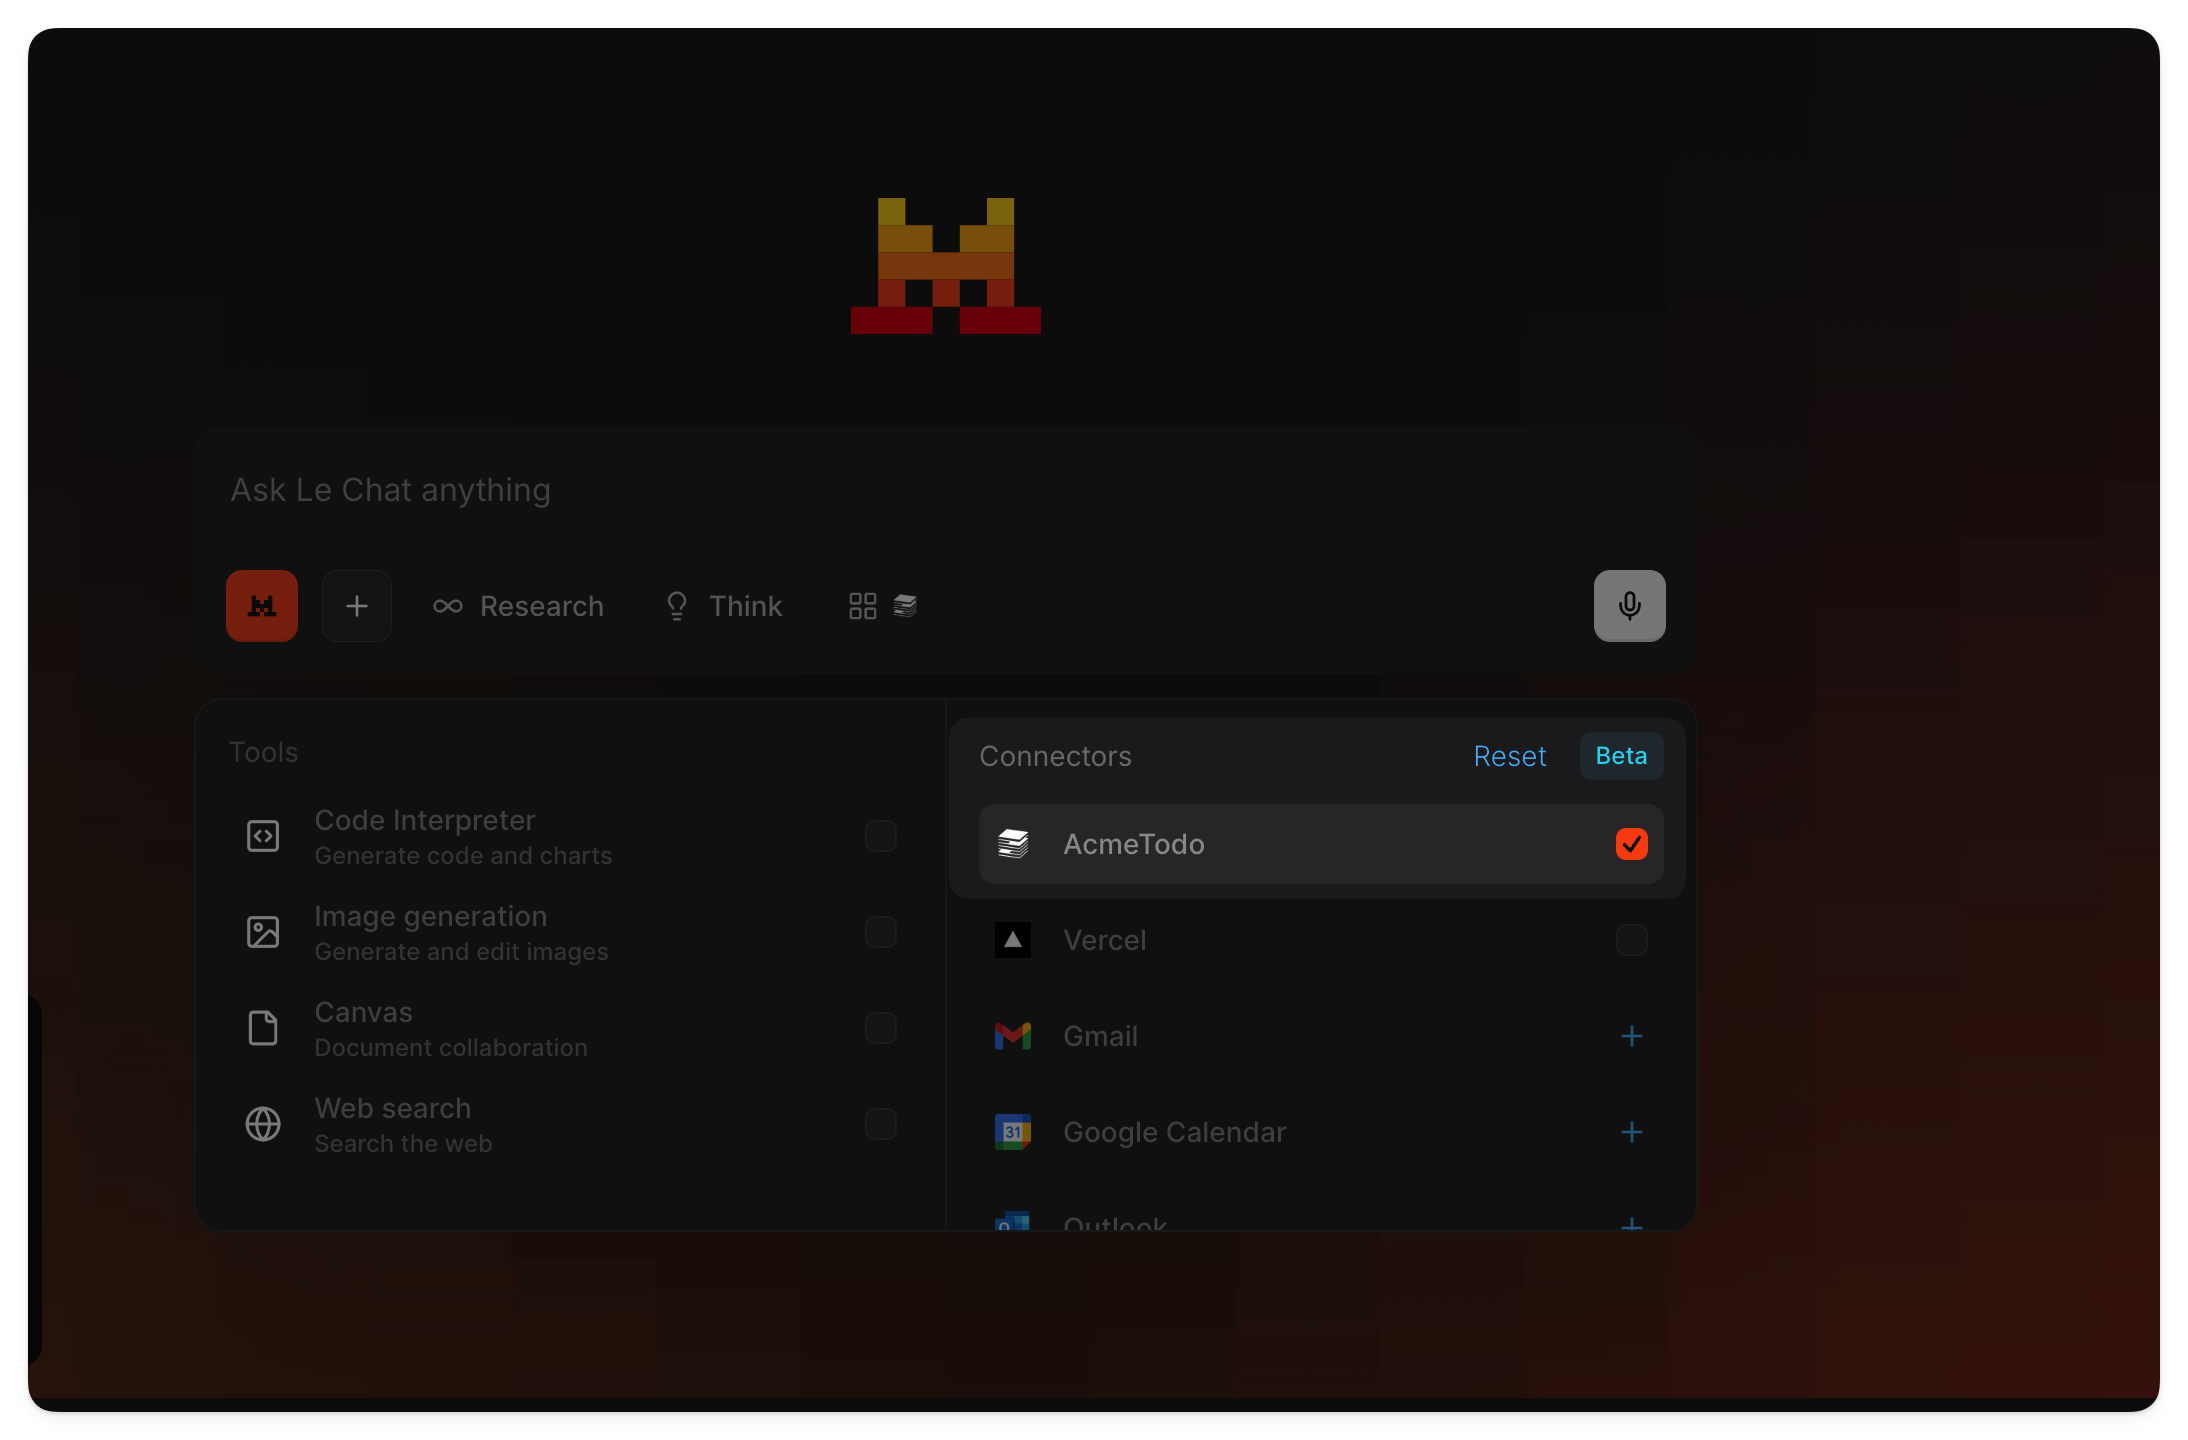 Ask Le Chat anything
Research
Think
Tools
Code Interpreter
Generate code and charts
Image generation
Generate and edit images
Canvas
Document collaboration
Web search
Search the web
Connectors
Reset
Beta
AcmeTodo
Vercel
Gmail
31
Google Calendar
Outlook